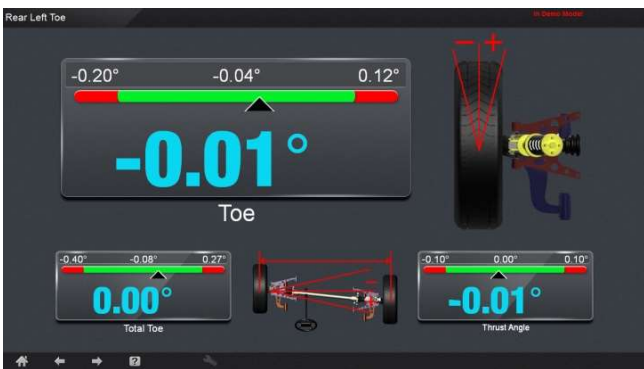 Rear Left Toe
In Demo Mode!
-0.20° -0.04° 0.12°
-0.01°
Toe
-0.40° -0.08° 0.27°
0.00°
Total Toe
-0.10° 0.00° 0.10°
-0.01°
Thrust Angle
?